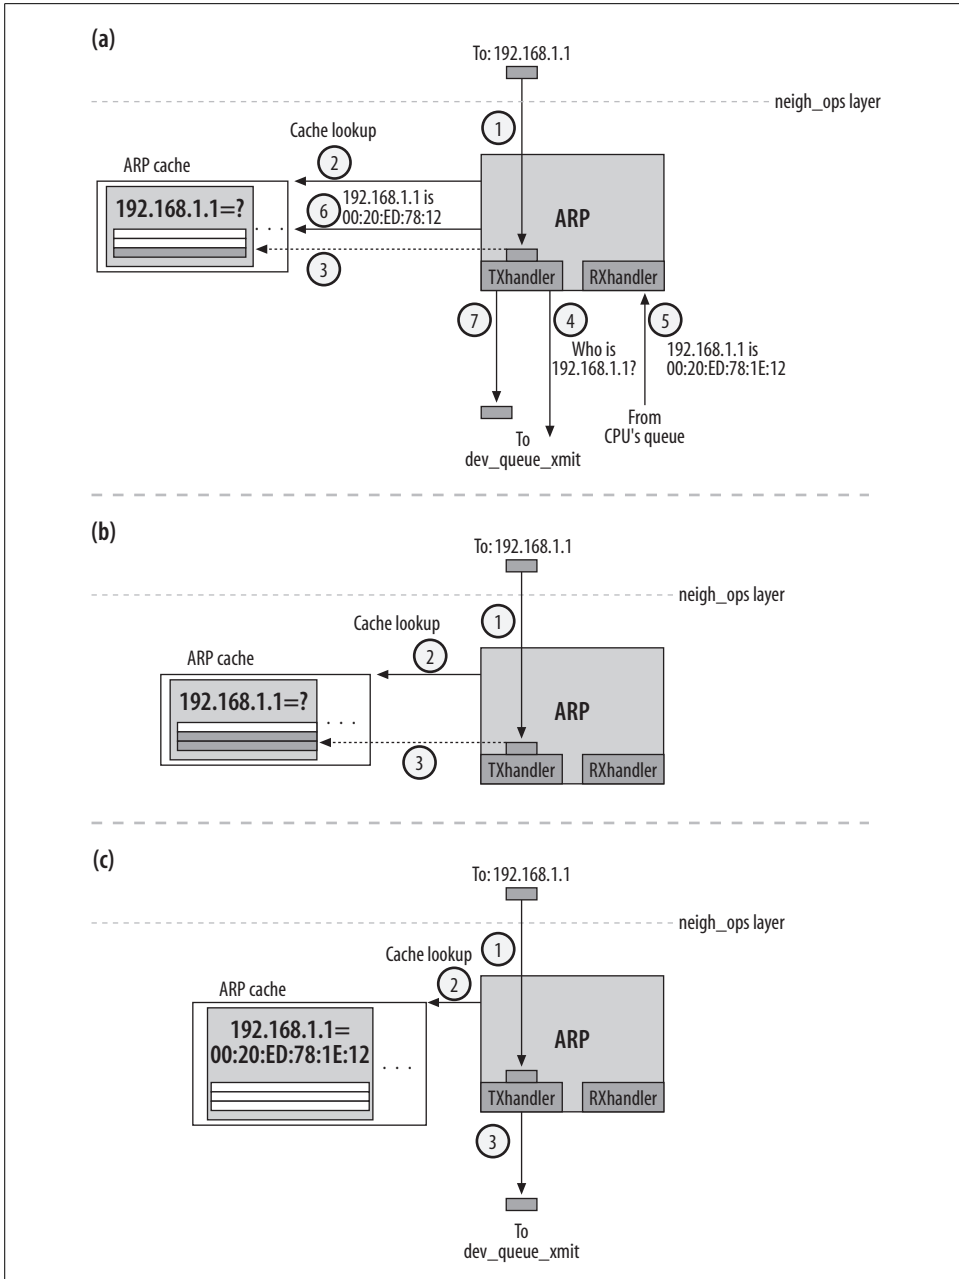 (a)
To: 192.168.1.1
neigh_ops layer
1
Cache lookup
2
ARP cache
192.168.1.1=?
. . .
6
192.168.1.1 is
00:20:ED:78:12
ARP
3
TXhandler
RXhandler
7
4
5
Who is
192.168.1.1?
192.168.1.1 is
00:20:ED:78:1E:12
From
CPU's queue
To
dev_queue_xmit
(b)
To: 192.168.1.1
neigh_ops layer
1
Cache lookup
2
ARP cache
192.168.1.1=?
. . .
ARP
3
TXhandler
RXhandler
(c)
To: 192.168.1.1
neigh_ops layer
1
Cache lookup
2
ARP cache
192.168.1.1=
00:20:ED:78:1E:12
. . .
ARP
TXhandler
RXhandler
3
To
dev_queue_xmit